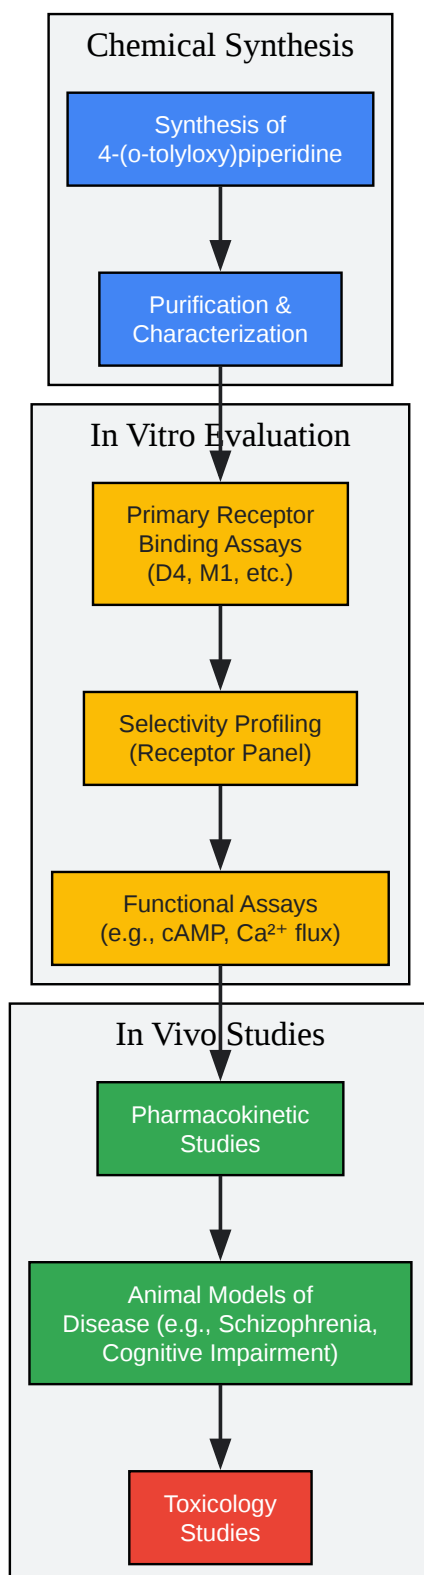 Chemical Synthesis
Synthesis of
4-(o-tolyloxy)piperidine
Purification &
Characterization
In Vitro Evaluation
Primary Receptor
Binding Assays
(D4, M1, etc.)
Selectivity Profiling
(Receptor Panel)
Functional Assays
(e.g., cAMP, Ca²⁺ flux)
In Vivo Studies
Pharmacokinetic
Studies
Animal Models of
Disease (e.g., Schizophrenia,
Cognitive Impairment)
Toxicology
Studies